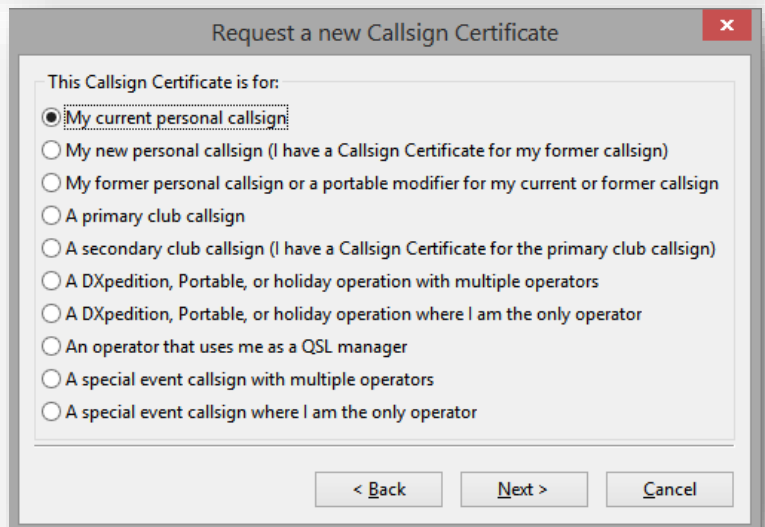 Request a new Callsign Certificate
x
This Callsign Certificate is for:
My current personal callsign
My new personal callsign (I have a Callsign Certificate for my former callsign)
My former personal callsign or a portable modifier for my current or former callsign
A primary club callsign
A secondary club callsign (I have a Callsign Certificate for the primary club callsign)
A DXpedition, Portable, or holiday operation with multiple operators
A DXpedition, Portable, or holiday operation where I am the only operator
An operator that uses me as a QSL manager
A special event callsign with multiple operators
A special event callsign where I am the only operator
< Back Next > Cancel